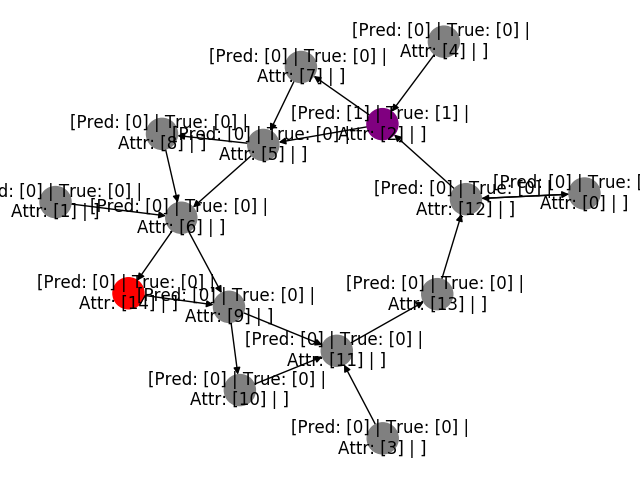 [Pred: [0] | True: [0] |
Attr: [4] | ]
[Pred: [0] | True: [0] |
Attr: [7] | ]
[Pred: [1] | True: [1] |
Attr: [2] | ]
[Pred: [0] | True: [0] |
Attr: [8] | ]
[Pred: [0] | True: [0] |
Attr: [5] | ]
d: [0] | True: [0] |
Attr: [1] | ]
[Pred: [0] | True: [0] |
Attr: [6] | ]
[Pred: [0] | True: [0] |
Attr: [12] | ]
[Pred: [0] | True: [
Attr: [0] | ]
[Pred: [0] | True: [0] |
Attr: [14] | ]
[Pred: [0] | True: [0] |
Attr: [9] | ]
[Pred: [0] | True: [0] |
Attr: [13] | ]
[Pred: [0] | True: [0] |
Attr: [11] | ]
[Pred: [0] | True: [0] |
Attr: [10] | ]
[Pred: [0] | True: [0] |
Attr: [3] | ]